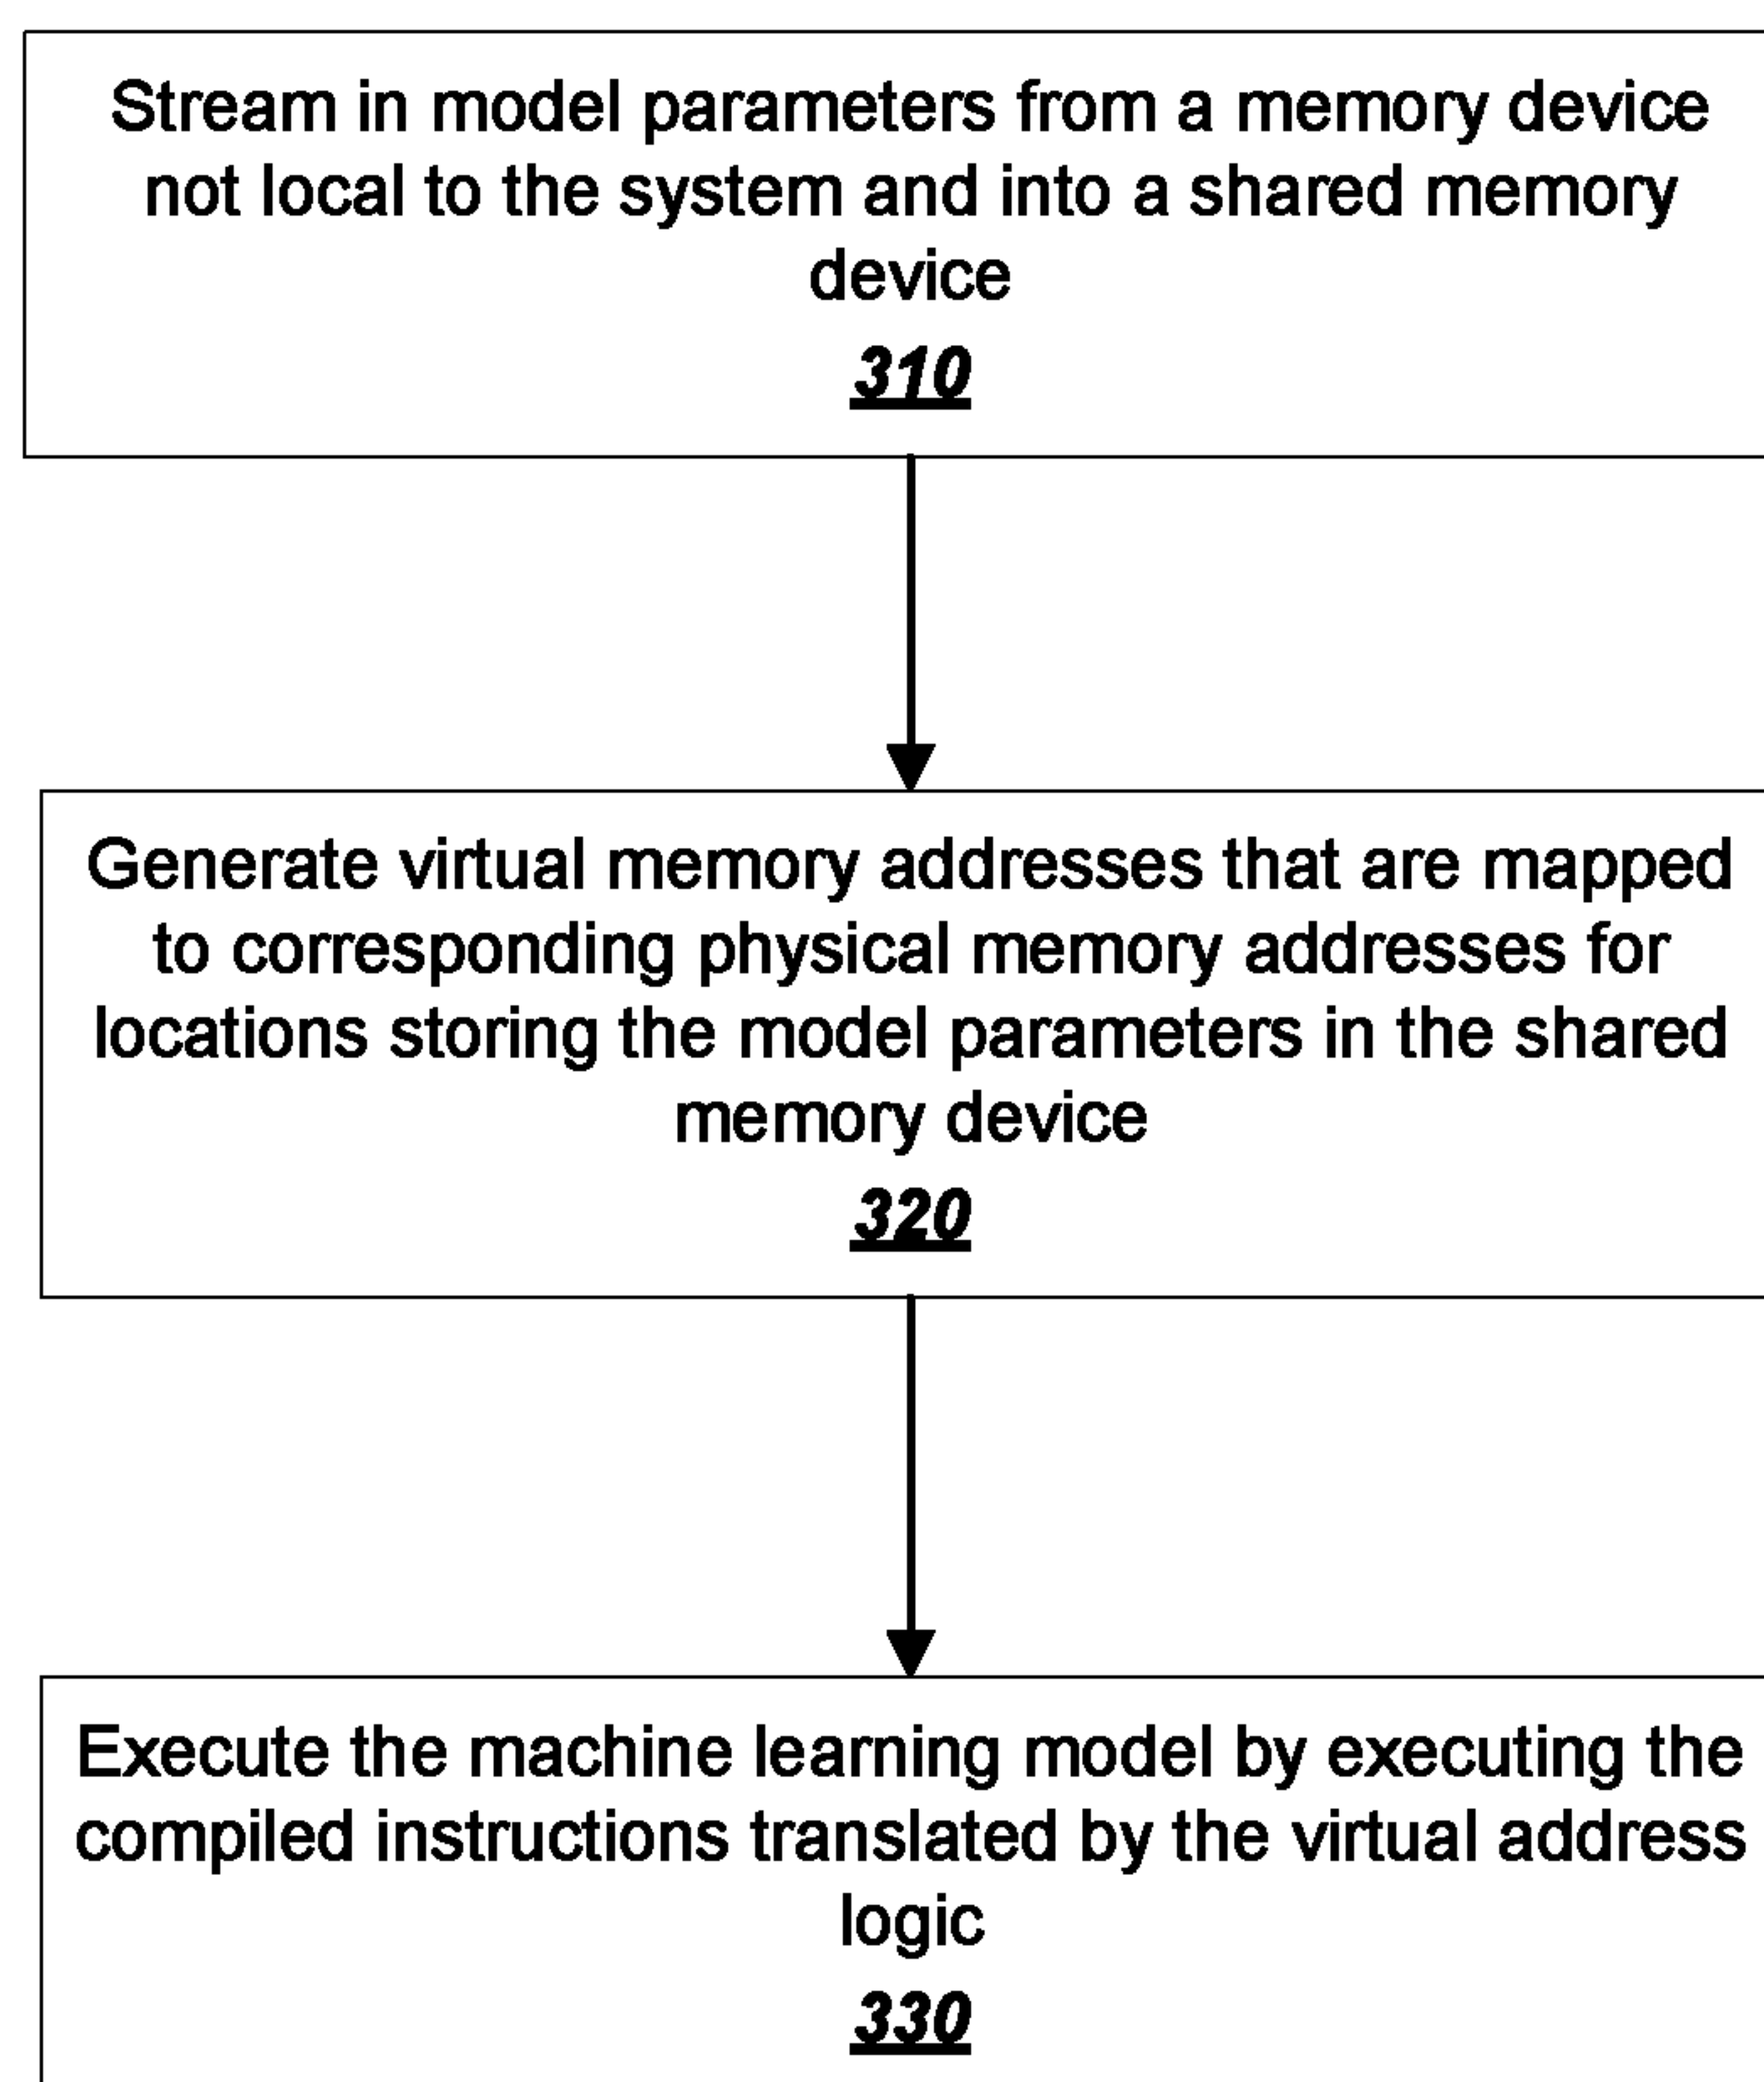 Stream in model parameters from a memory device
not local to the system and into a shared memory
device
310
Generate virtual memory addresses that are mapped
to corresponding physical memory addresses for
locations storing the model parameters in the shared
memory device
320
Execute the machine learning model by executing the
compiled instructions translated by the virtual address
logic
330